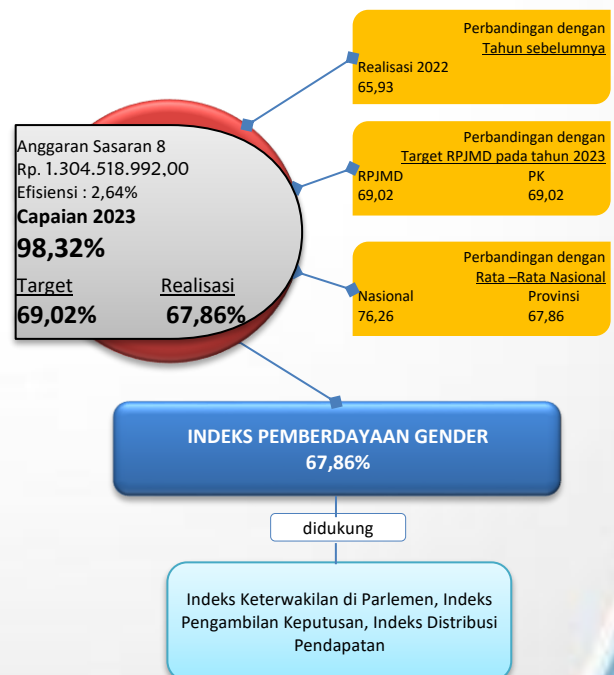 Perbandingan dengan
Tahun sebelumnya
Realisasi 2022
65,93
Anggaran Sasaran 8
Rp. 1.304.518.992,00
Efisiensi : 2,64%
Capaian 2023
98,32%
Target Realisasi
69,02% 67,86%
Perbandingan dengan
Target RPJMD pada tahun 2023
RPJMD PK
69,02 69,02
Perbandingan dengan
Rata –Rata Nasional
Nasional Provinsi
76,26 67,86
INDEKS PEMBERDAYAAN GENDER
67,86%
didukung
Indeks Keterwakilan di Parlemen, Indeks
Pengambilan Keputusan, Indeks Distribusi
Pendapatan